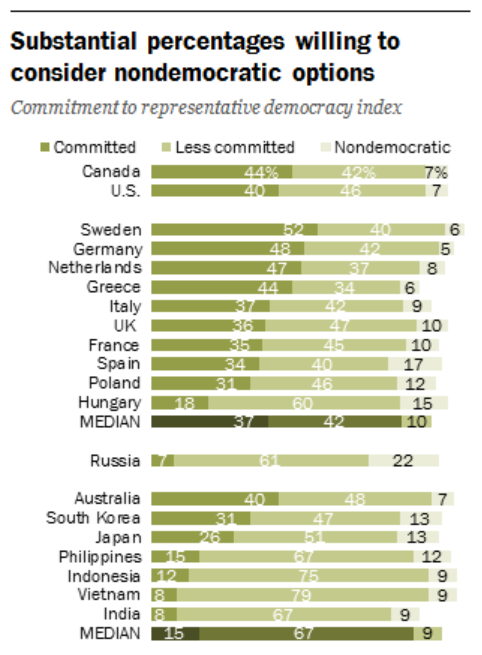 Substantial percentages willing to
consider nondemocratic options
Commitment to representative democracy index
Committed Less committed Nondemocratic
Canada 44% 42% 7%
U.S. 40 46 7
Sweden 52 40 6
Germany 48 42 5
Netherlands 47 37 8
Greece 44 34 6
Italy 37 42 9
UK 36 47 10
France 35 45 10
Spain 34 40 17
Poland 31 46 12
Hungary 18 60 15
MEDIAN 37 42 10
Russia 7 61 22
Australia 40 48 7
South Korea 31 47 13
Japan 26 51 13
Philippines 15 67 12
Indonesia 12 75 9
Vietnam 8 79 9
India 8 67 9
MEDIAN 15 67 9